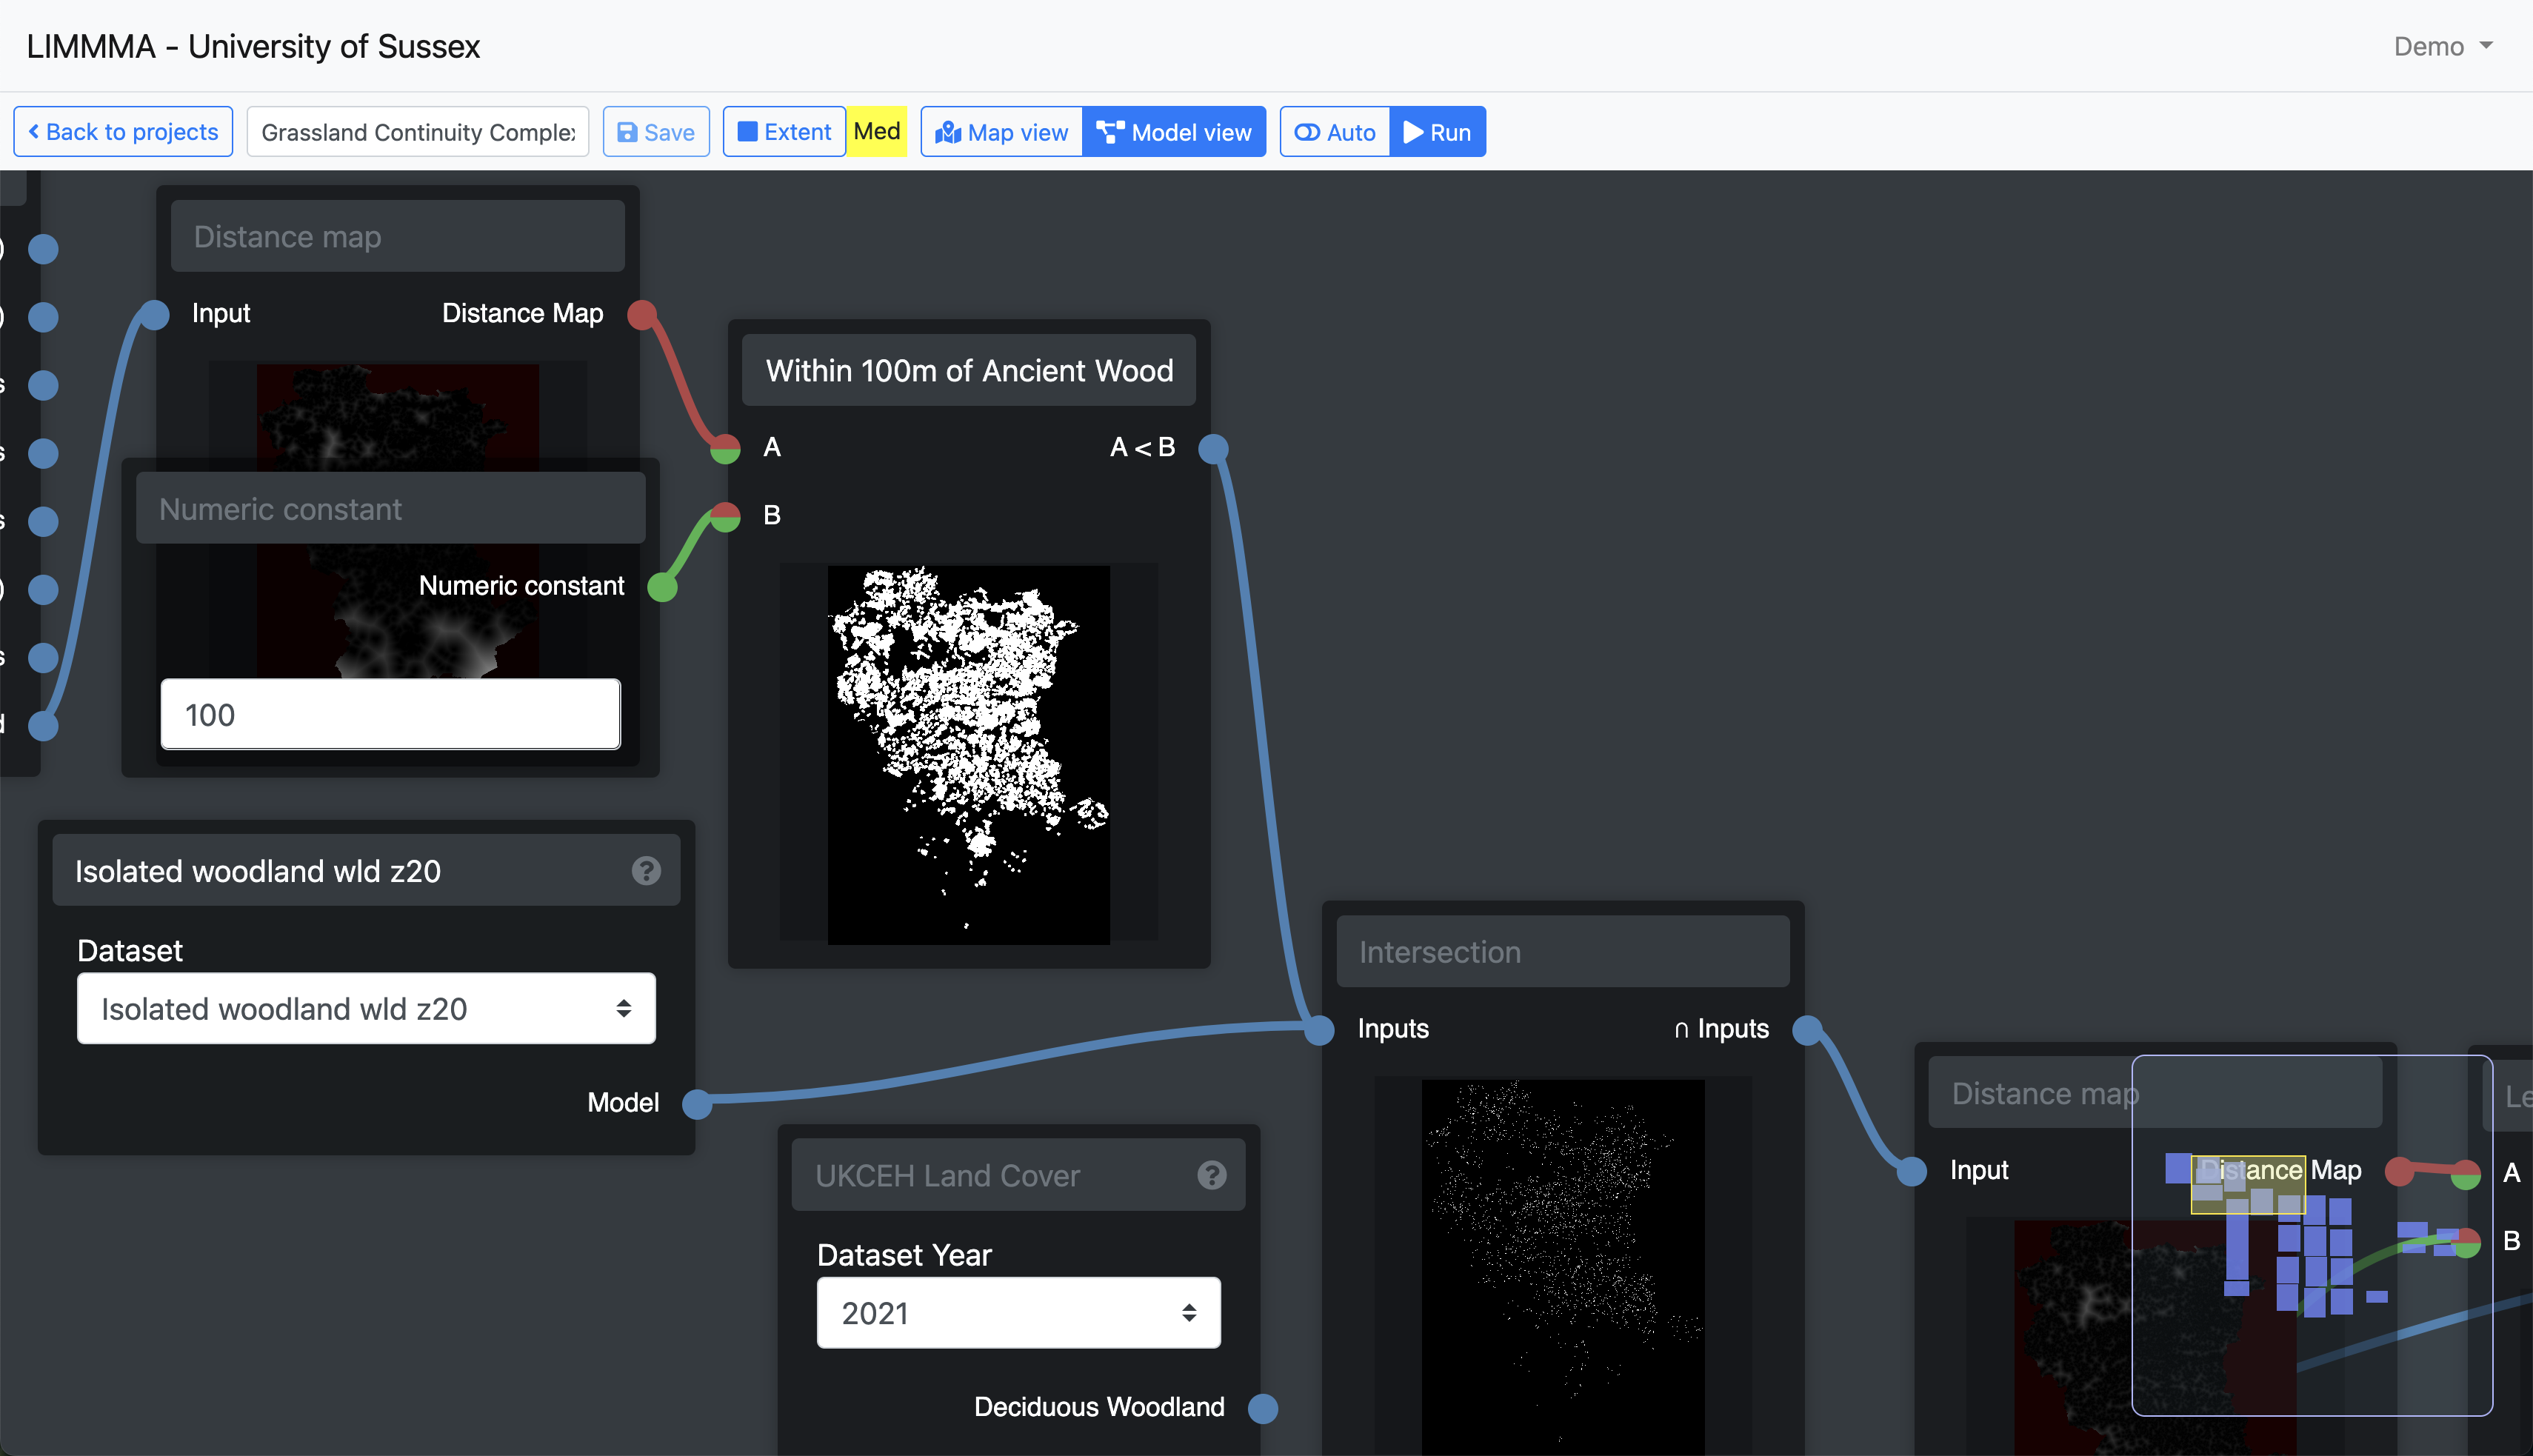 LIMMMA - University of Sussex
Demo
Back to projects
Grassland Continuity Complex
Save
Extent
Med
Map view
Model view
Auto
Run
Distance map
Input
Distance Map
Numeric constant
Numeric constant
100
Within 100m of Ancient Wood
A
A < B
B
Isolated woodland wld z20
?
Dataset
Isolated woodland wld z20
Model
UKCEH Land Cover
?
Dataset Year
2021
Deciduous Woodland
Intersection
Inputs
∩ Inputs
Distance map
Input
Distance Map
A
B